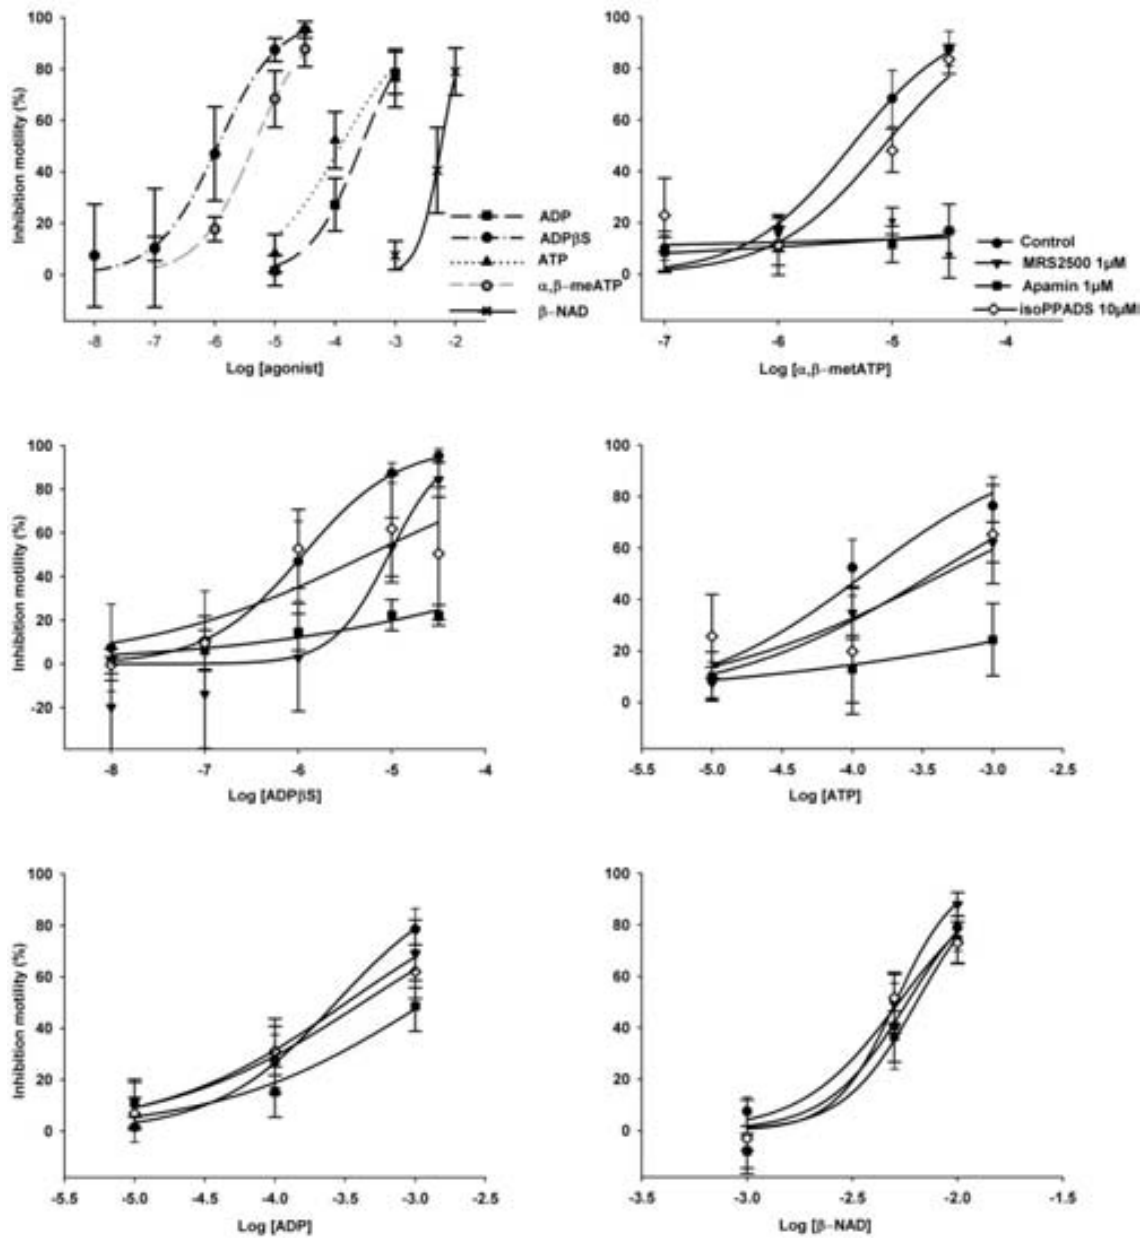 Inhibition motility (%)
100
80
60
40
20
0
-8 -7 -6 -5 -4 -3 -2
Log [agonist]
ADP
ADPβS
ATP
α,β-meATP
β-NAD
100
80
60
40
20
0
-7 -6 -5 -4
Log [α,β-metATP]
Control
MRS2500 1µM
Apamin 1µM
isoPPADS 10µM
Inhibition motility (%)
100
80
60
40
20
0
-20
-8 -7 -6 -5 -4
Log [ADPβS]
100
80
60
40
20
0
-5.5 -5.0 -4.5 -4.0 -3.5 -3.0 -2.5
Log [ATP]
Inhibition motility (%)
100
80
60
40
20
0
-5.5 -5.0 -4.5 -4.0 -3.5 -3.0 -2.5
Log [ADP]
100
80
60
40
20
0
-3.5 -3.0 -2.5 -2.0 -1.5
Log [β-NAD]